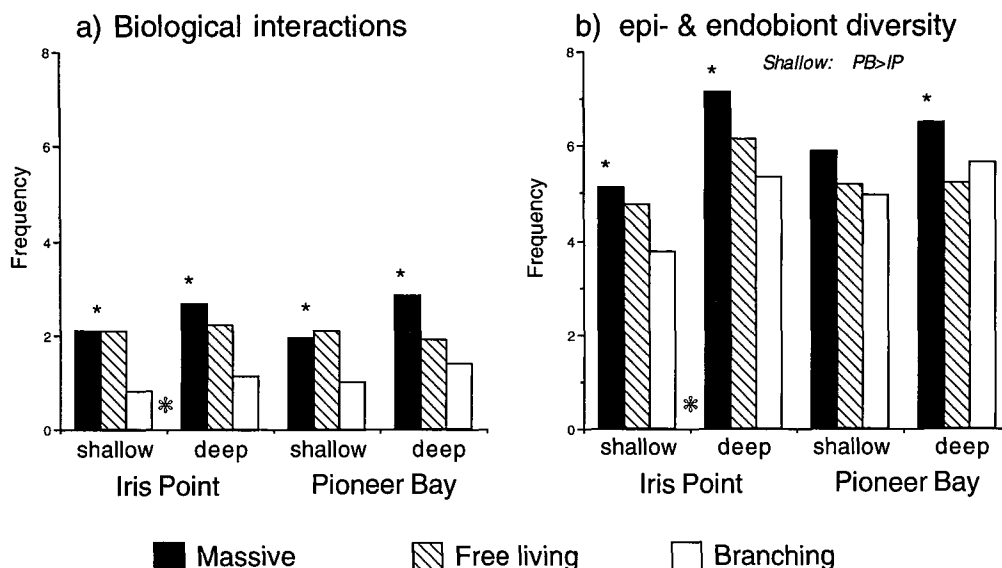 a) Biological interactions
8
6
4
2
0
Frequency
*
*
*
*
*
shallow deep shallow deep
Iris Point Pioneer Bay
b) epi- & endobiont diversity
Shallow: PB>IP
8
6
4
2
0
Frequency
*
*
*
*
shallow deep shallow deep
Iris Point Pioneer Bay
Massive Free living Branching